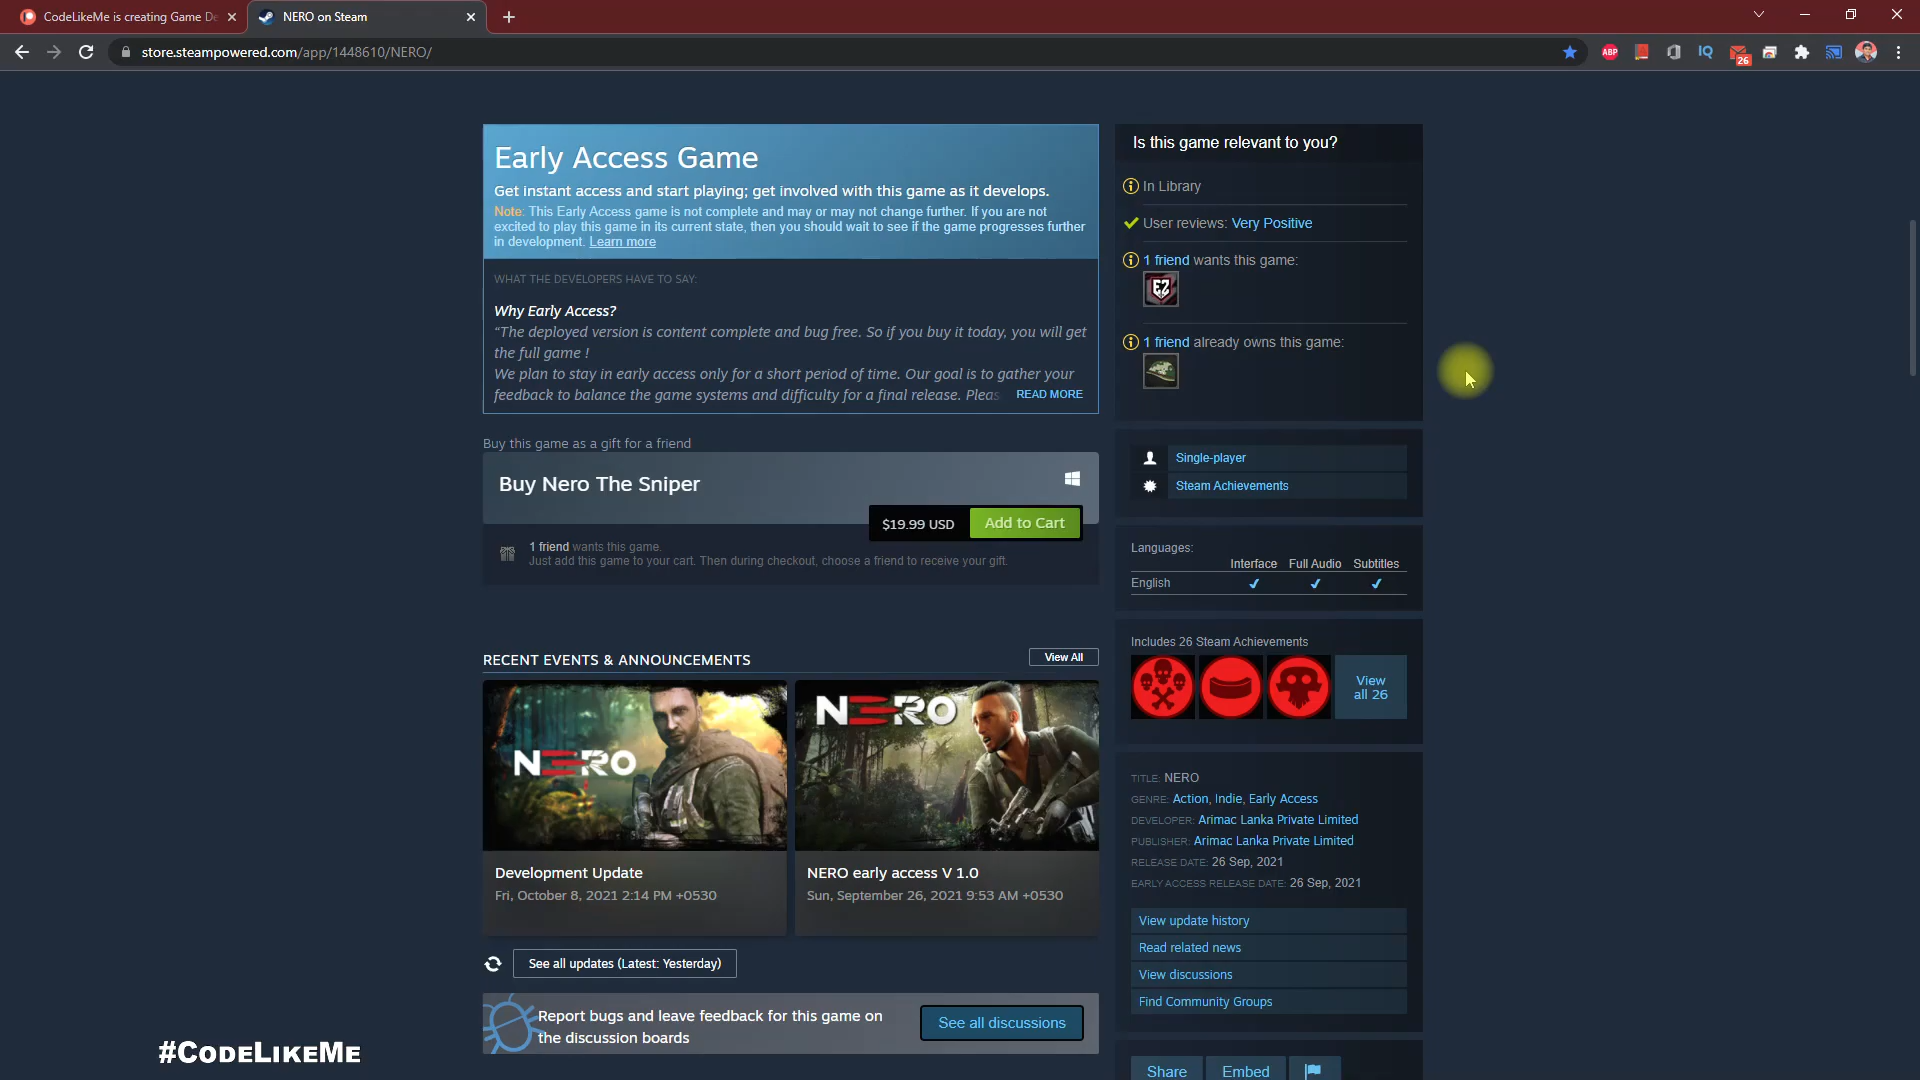 CodeLikeMe is creating Game De
NERO on Steam
store.steampowered.com/app/1448610/NERO/
ABP
IQ
26
Early Access Game
Get instant access and start playing; get involved with this game as it develops.
Note: This Early Access game is not complete and may or may not change further. If you are not
excited to play this game in its current state, then you should wait to see if the game progresses further
in development. Learn more
WHAT THE DEVELOPERS HAVE TO SAY:
Why Early Access?
“The deployed version is content complete and bug free. So if you buy it today, you will get
the full game !
We plan to stay in early access only for a short period of time. Our goal is to gather your
feedback to balance the game systems and difficulty for a final release. Pleas
READ MORE
Buy this game as a gift for a friend
Buy Nero The Sniper
$19.99 USD
Add to Cart
1 friend wants this game.
Just add this game to your cart. Then during checkout, choose a friend to receive your gift.
RECENT EVENTS & ANNOUNCEMENTS
View All
NERO
NERO
Development Update
Fri, October 8, 2021 2:14 PM +0530
NERO early access V 1.0
Sun, September 26, 2021 9:53 AM +0530
See all updates (Latest: Yesterday)
Report bugs and leave feedback for this game on
the discussion boards
See all discussions
Is this game relevant to you?
In Library
User reviews: Very Positive
1 friend wants this game:
EZ
1 friend already owns this game:
Single-player
Steam Achievements
Languages:
Interface Full Audio Subtitles
English ✔ ✔ ✔
Includes 26 Steam Achievements
View
all 26
TITLE: NERO
GENRE: Action, Indie, Early Access
DEVELOPER: Arimac Lanka Private Limited
PUBLISHER: Arimac Lanka Private Limited
RELEASE DATE: 26 Sep, 2021
EARLY ACCESS RELEASE DATE: 26 Sep, 2021
View update history
Read related news
View discussions
Find Community Groups
Share
Embed
#CODELIKEME